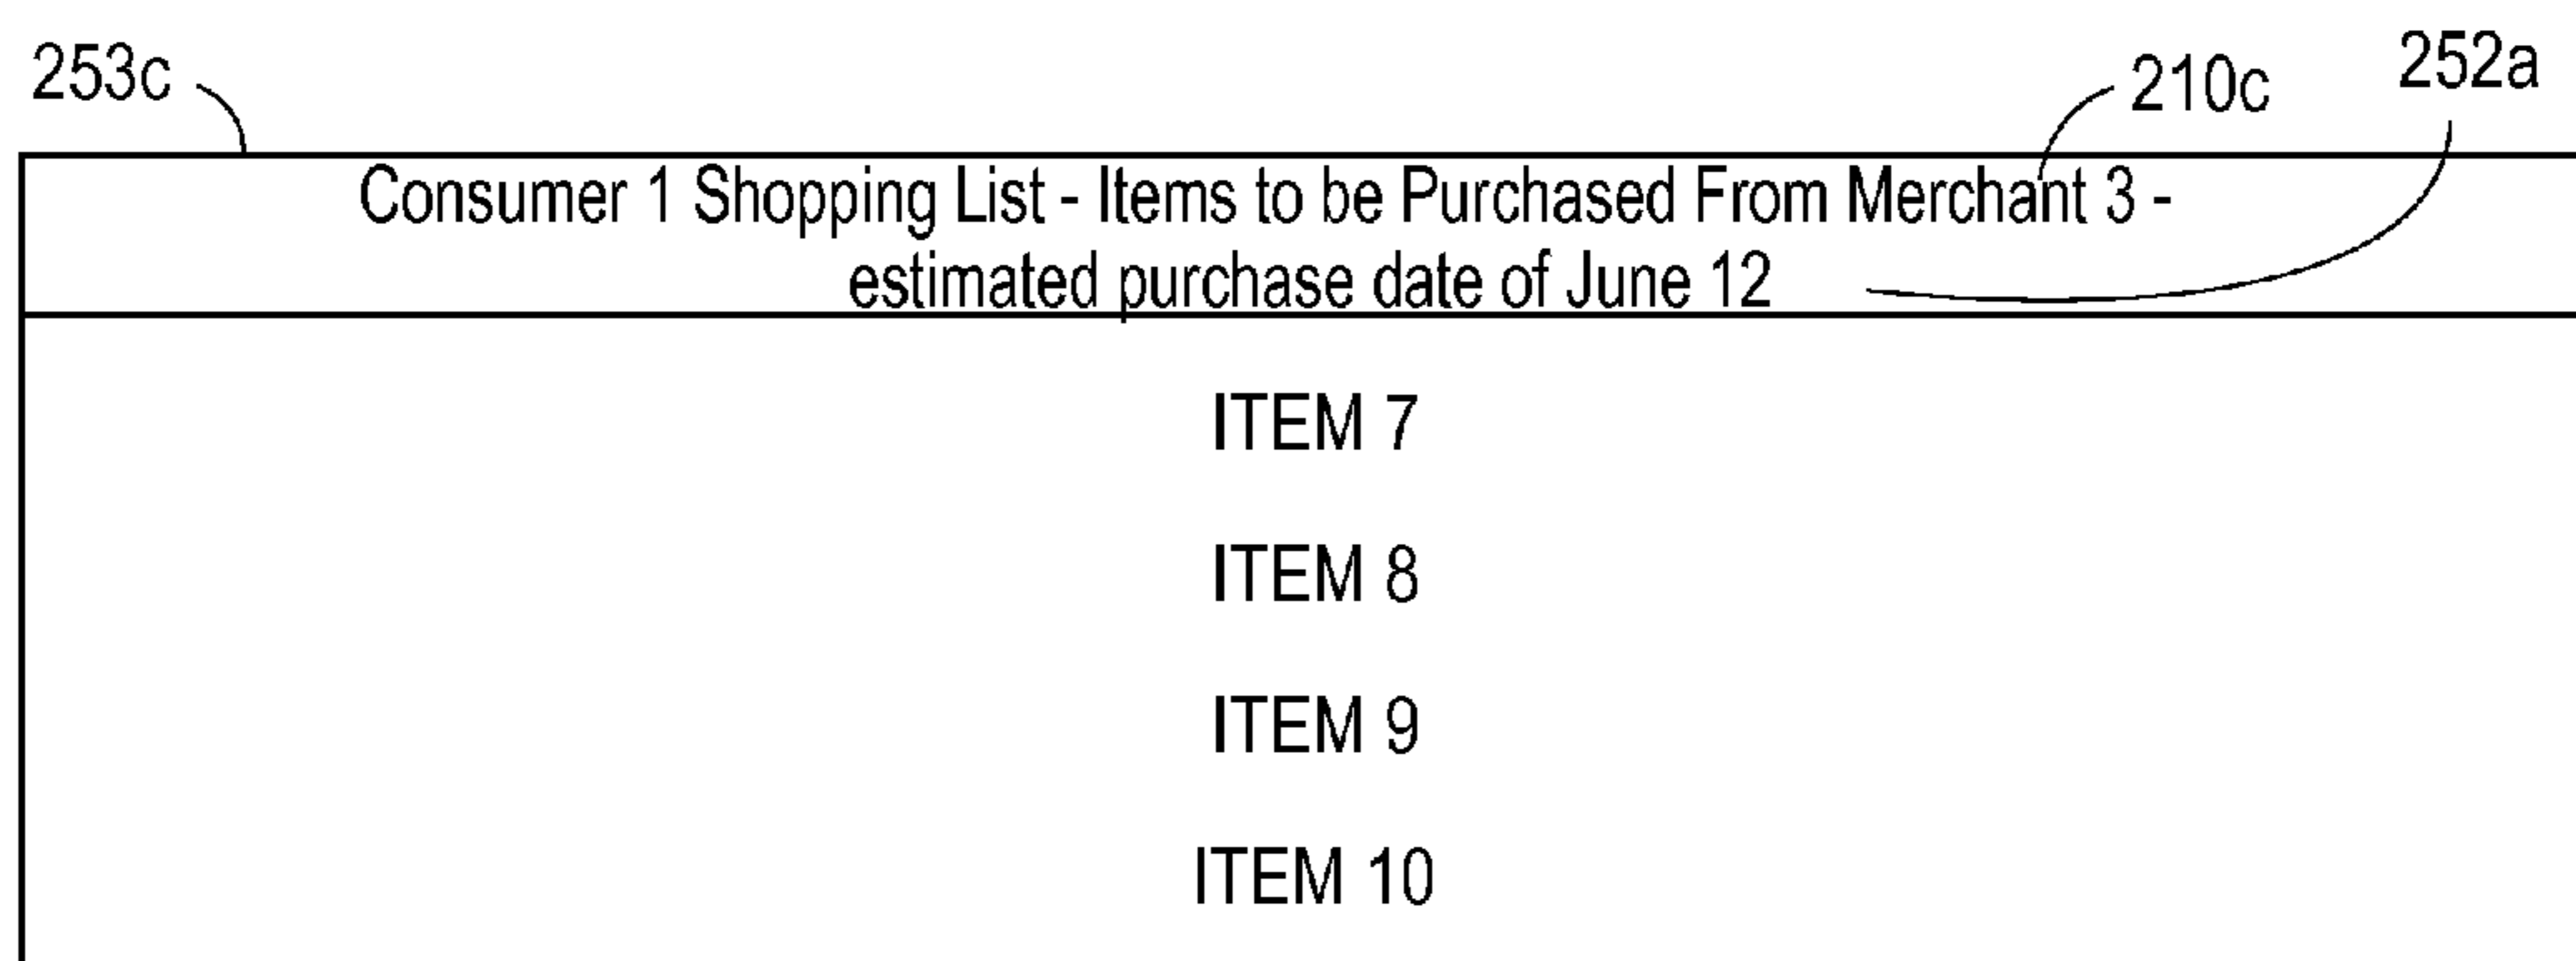 253c
210c
252a
Consumer 1 Shopping List - Items to be Purchased From Merchant 3 -
estimated purchase date of June 12
ITEM 7
ITEM 8
ITEM 9
ITEM 10